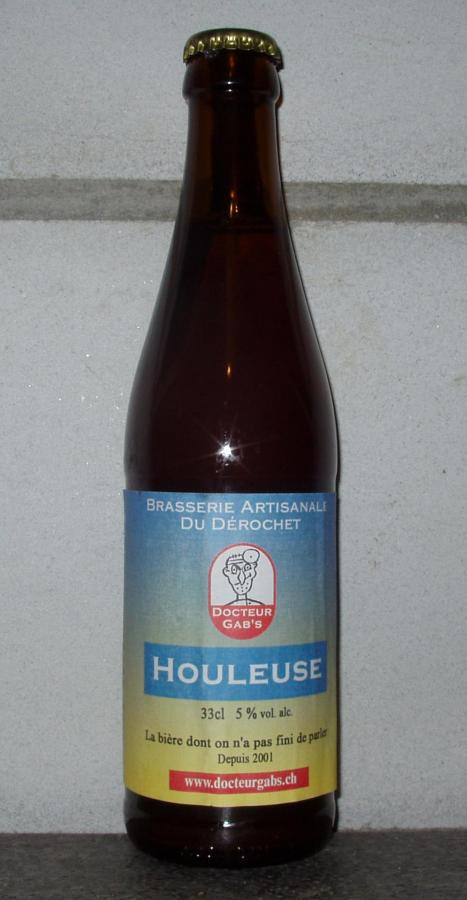 Brasserie Artisanale
Du Dérochet
Docteur
Gab's
Houleuse
33cl 5 % vol. alc.
La bière dont on n'a pas fini de parler
Depuis 2001
www.docteurgabs.ch